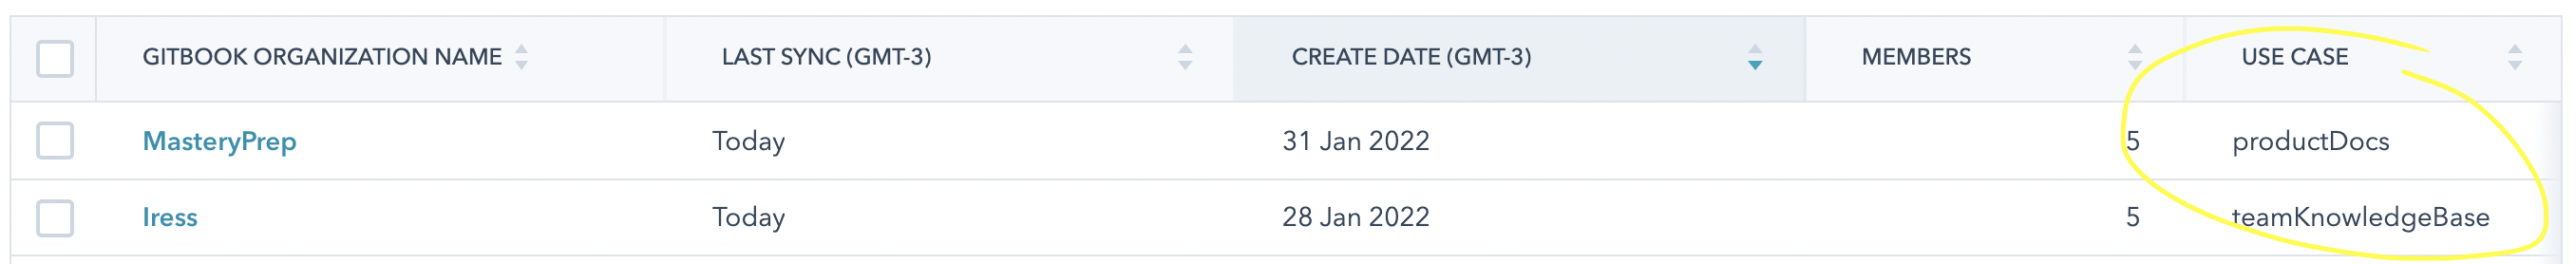 GITBOOK ORGANIZATION NAME LAST SYNC (GMT-3) CREATE DATE (GMT-3) MEMBERS USE CASE
MasteryPrep Today 31 Jan 2022 5 productDocs
Iress Today 28 Jan 2022 5 teamKnowledgeBase